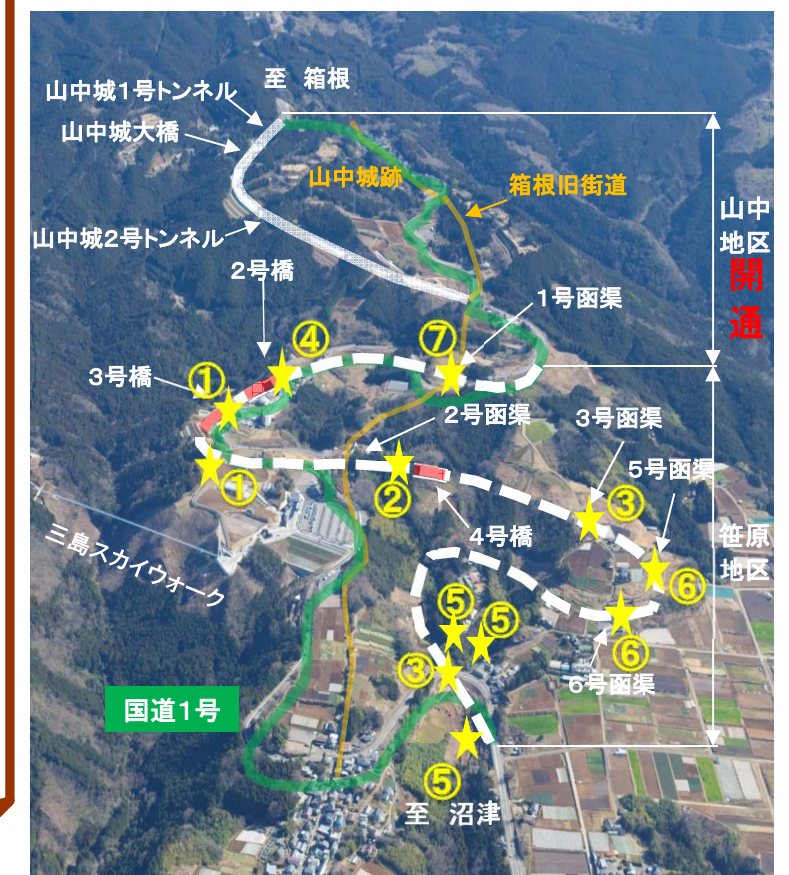 至 箱根
山中城1号トンネル
山中城大橋
山中城跡
箱根旧街道
山中
地区
開
通
山中城2号トンネル
2号橋
1号函渠
④
⑦
3号橋
①
2号函渠
3号函渠
5号函渠
①
②
③
4号橋
笹原
地区
三島スカイウォーク
⑥
⑤
⑤
⑥
③
6号函渠
国道1号
⑤
至 沼津